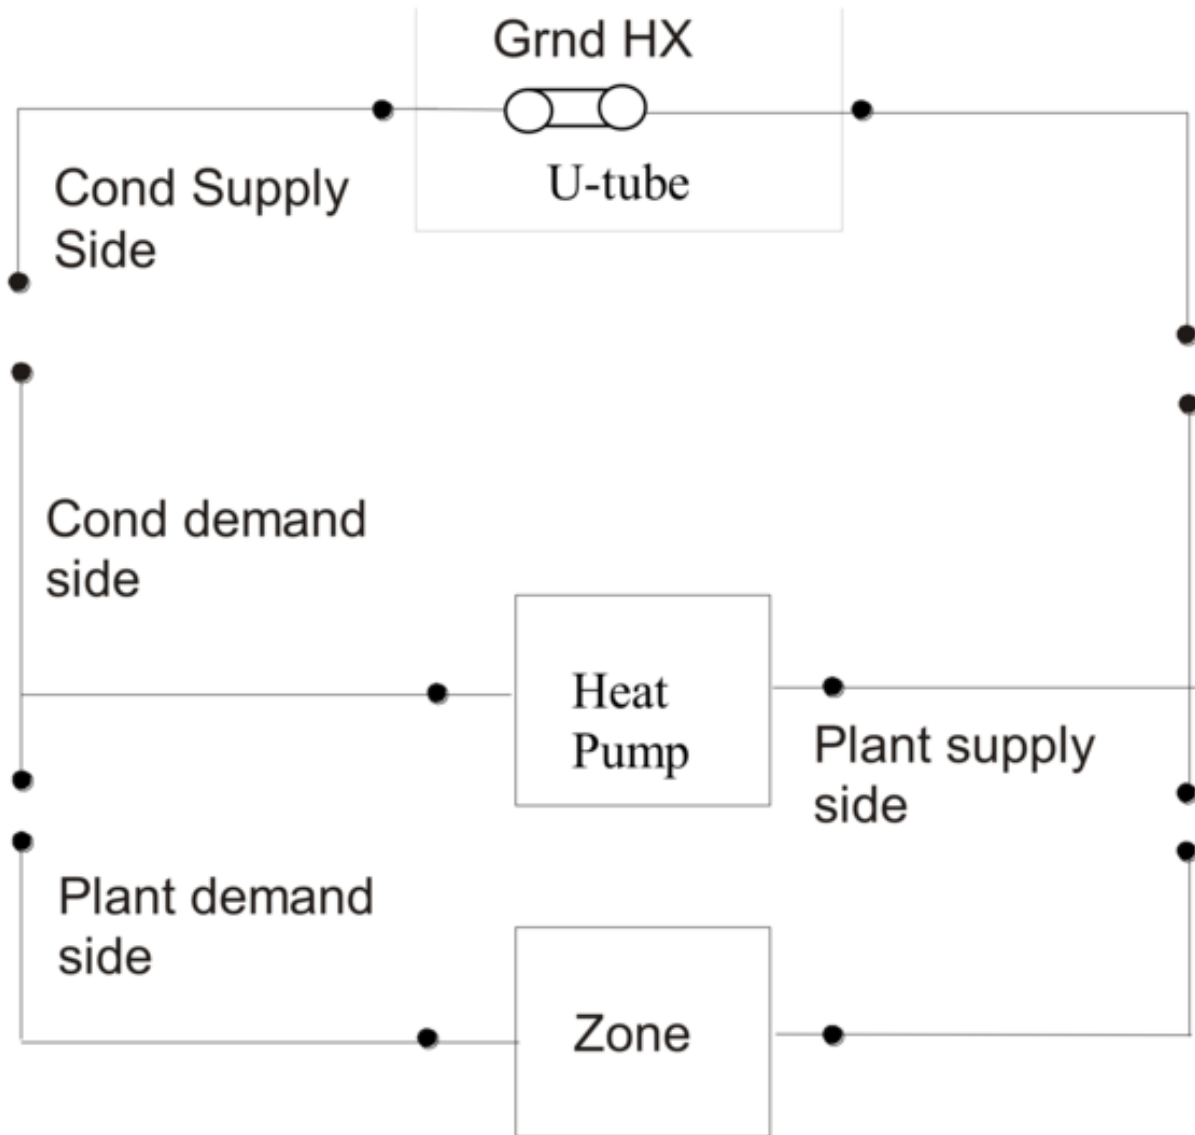 Grnd HX
U-tube
Cond Supply
Side
Cond demand
side
Heat
Pump
Plant supply
side
Plant demand
side
Zone